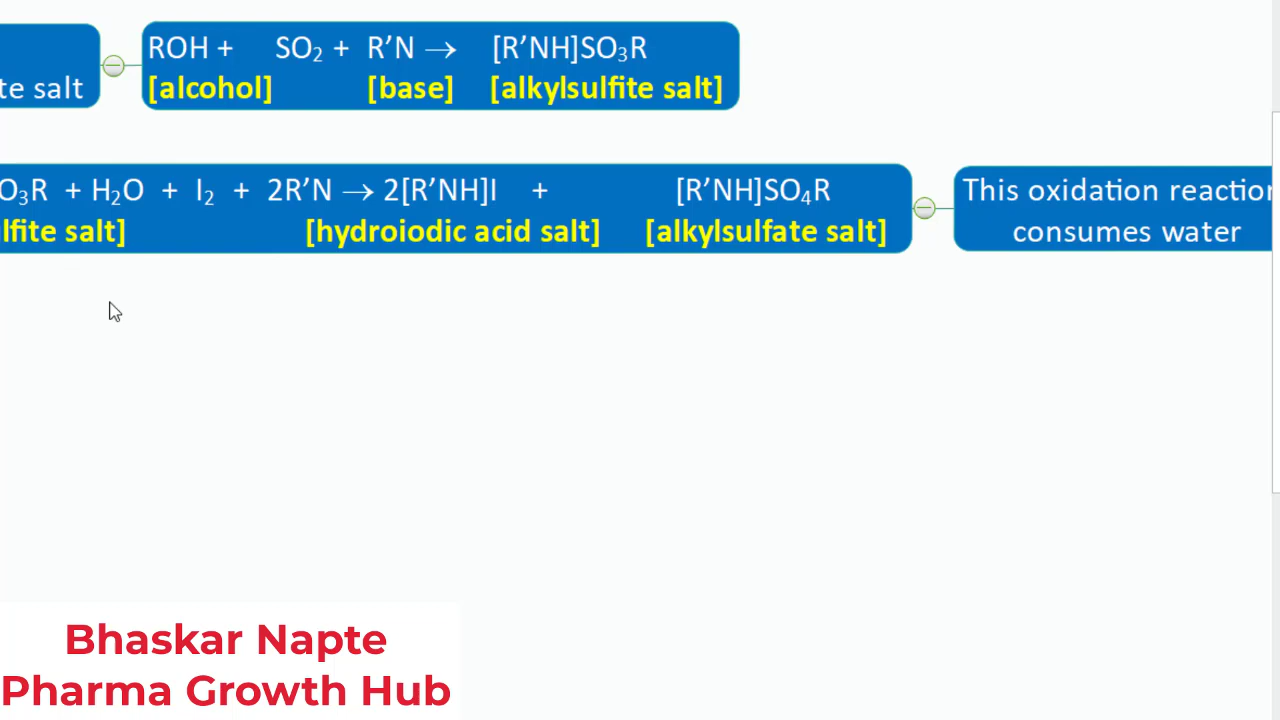 ROH + SO₂ + R’N → [R’NH]SO₃R
te salt [alcohol] [base] [alkylsulfite salt]
O₃R + H₂O + I₂ + 2R’N → 2[R’NH]I + [R’NH]SO₄R
lfite salt] [hydroiodic acid salt] [alkylsulfate salt]
This oxidation reaction
consumes water
Bhaskar Napte
Pharma Growth Hub